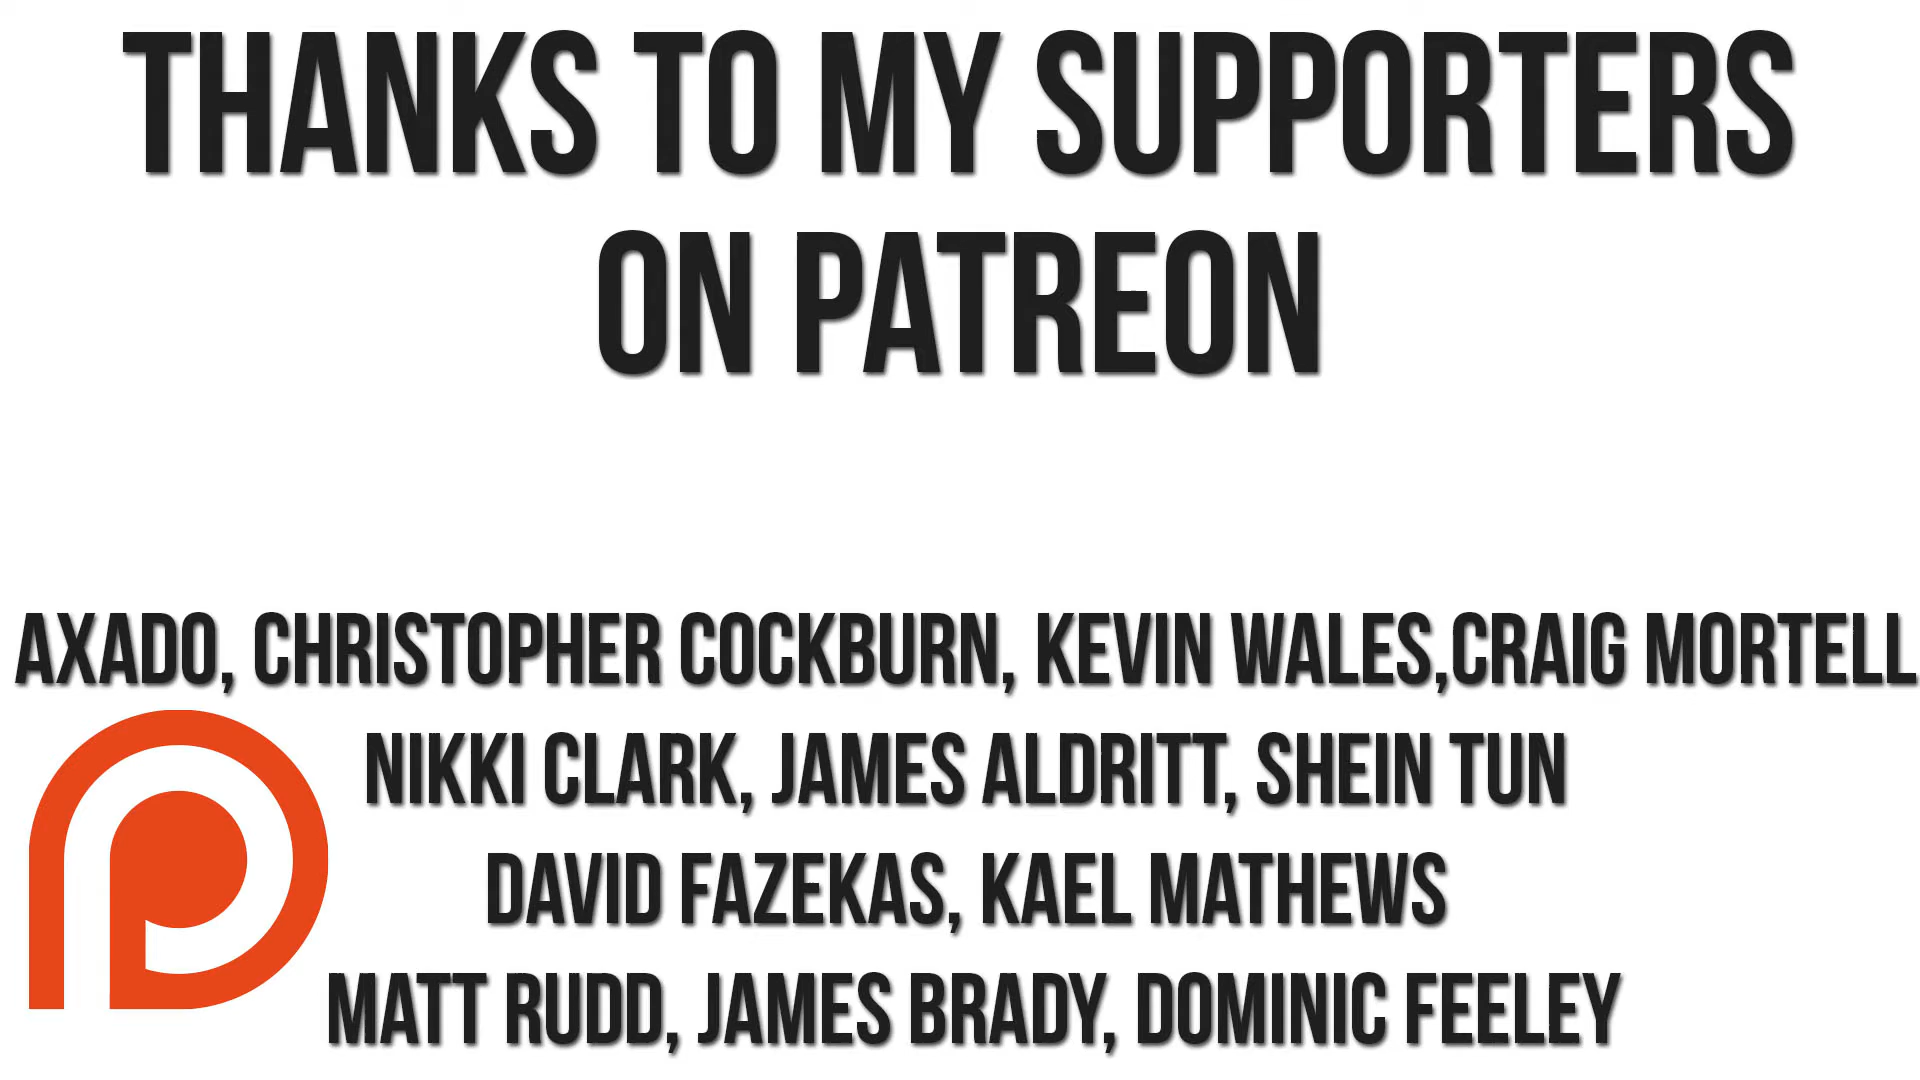 THANKS TO MY SUPPORTERS
ON PATREON
AXADO, CHRISTOPHER COCKBURN, KEVIN WALES,CRAIG MORTELL
NIKKI CLARK, JAMES ALDRITT, SHEIN TUN
DAVID FAZEKAS, KAEL MATHEWS
MATT RUDD, JAMES BRADY, DOMINIC FEELEY